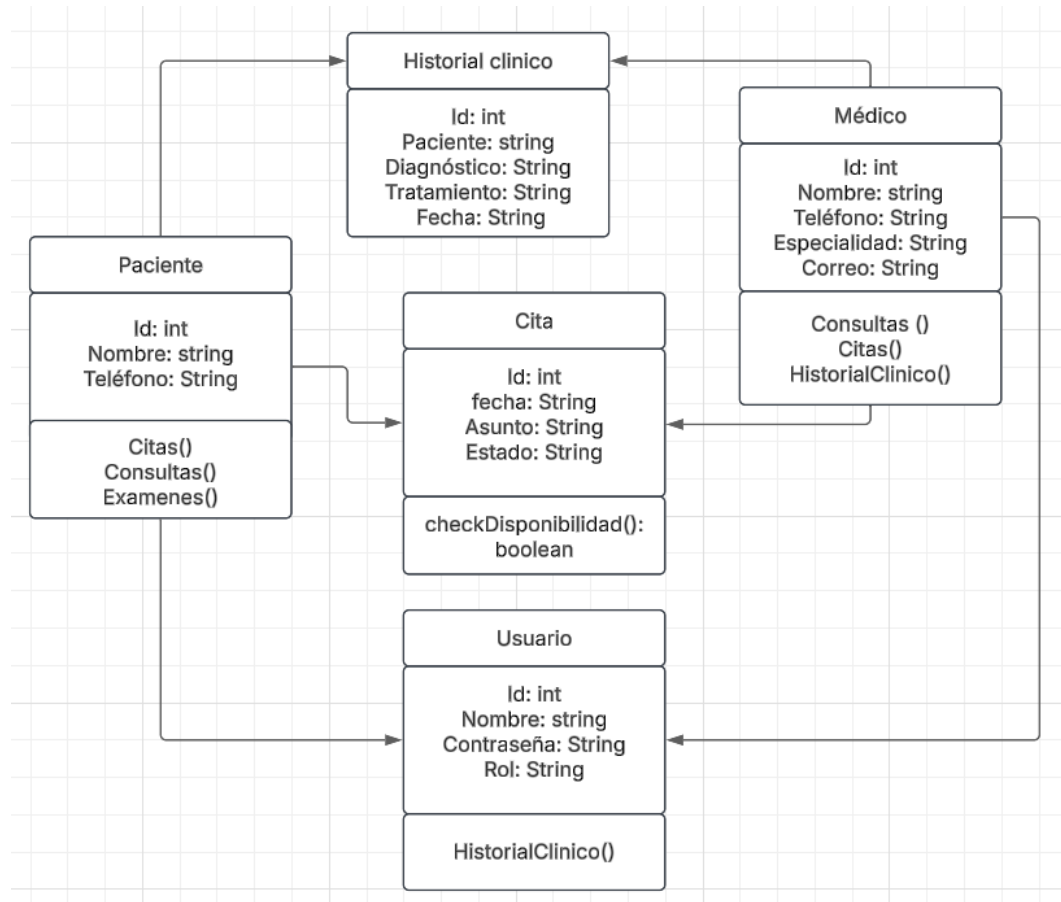 Historial clinico
Id: int
Paciente: string
Diagnóstico: String
Tratamiento: String
Fecha: String
Médico
Id: int
Nombre: string
Teléfono: String
Especialidad: String
Correo: String
Consultas ()
Citas()
HistorialClinico()
Paciente
Id: int
Nombre: string
Teléfono: String
Citas()
Consultas()
Examenes()
Cita
Id: int
fecha: String
Asunto: String
Estado: String
checkDisponibilidad():
boolean
Usuario
Id: int
Nombre: string
Contraseña: String
Rol: String
HistorialClinico()